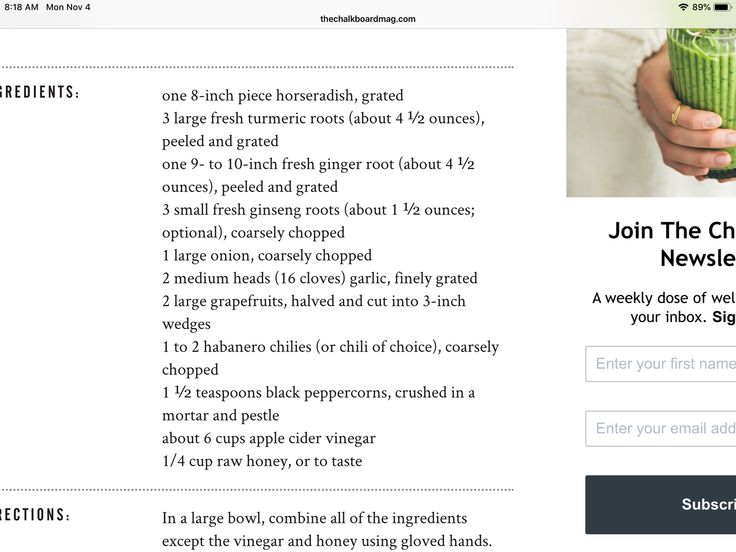 8:18 AM Mon Nov 4
89%
thechalkboardmag.com
GREDIENTS:
one 8-inch piece horseradish, grated
3 large fresh turmeric roots (about 4 ½ ounces),
peeled and grated
one 9- to 10-inch fresh ginger root (about 4 ½
ounces), peeled and grated
3 small fresh ginseng roots (about 1 ½ ounces;
optional), coarsely chopped
1 large onion, coarsely chopped
2 medium heads (16 cloves) garlic, finely grated
2 large grapefruits, halved and cut into 3-inch
wedges
1 to 2 habanero chilies (or chili of choice), coarsely
chopped
1 ½ teaspoons black peppercorns, crushed in a
mortar and pestle
about 6 cups apple cider vinegar
1/4 cup raw honey, or to taste
RECTIONS:
In a large bowl, combine all of the ingredients
except the vinegar and honey using gloved hands.
Join The Ch
Newsle
A weekly dose of wel
your inbox. Sig
Enter your first name
Enter your email add
Subscri